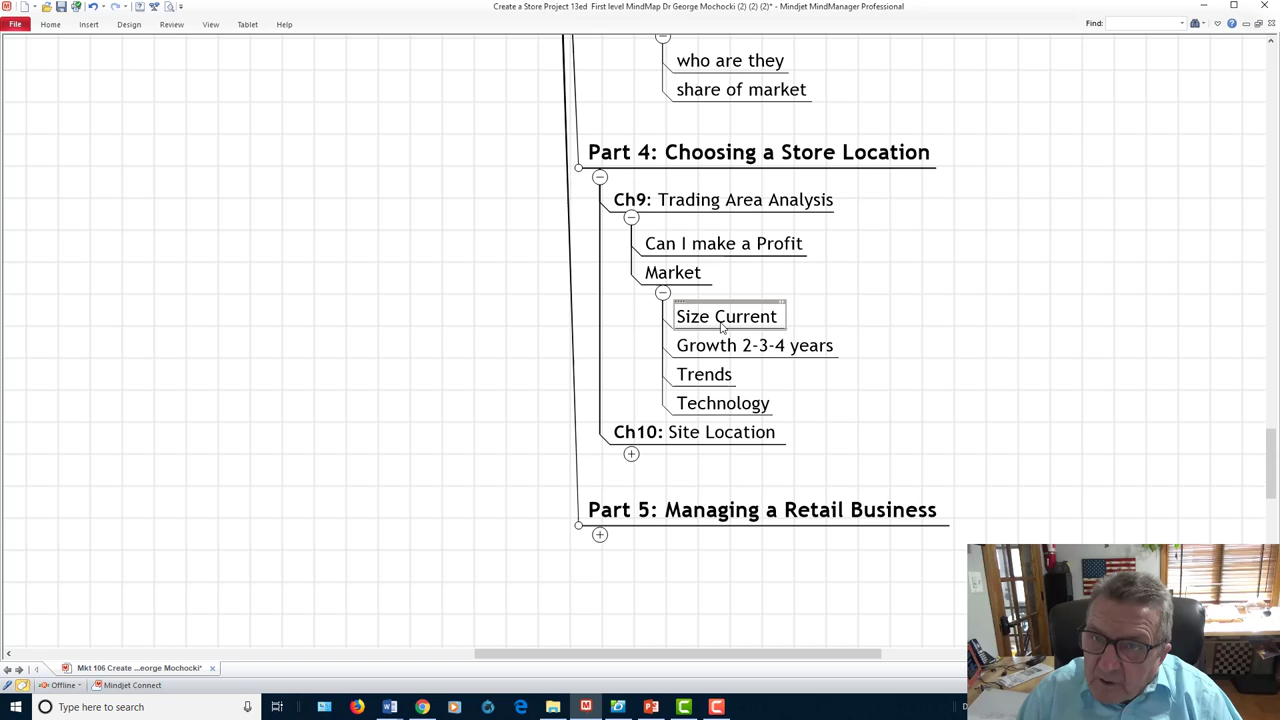 Create a Store Project 13ed  First level MindMap Dr George Mochocki (2) (2) (2)* - Mindjet MindManager Professional
File Home Insert Design Review View Tablet Help
Find:
who are they
share of market
Part 4: Choosing a Store Location
Ch9: Trading Area Analysis
Can I make a Profit
Market
Size Current
Growth 2-3-4 years
Trends
Technology
Ch10: Site Location
Part 5: Managing a Retail Business
Mkt 106 Create ...eorge Mochocki*
Offline
Mindjet Connect
Type here to search